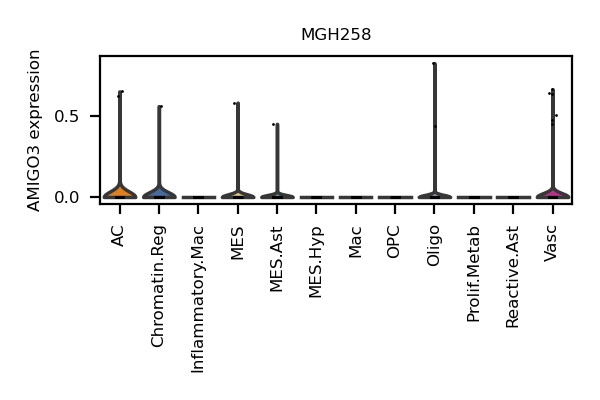 MGH258
AMIGO3 expression
0.5
0.0
AC
Chromatin.Reg
Inflammatory.Mac
MES
MES.Ast
MES.Hyp
Mac
OPC
Oligo
Prolif.Metab
Reactive.Ast
Vasc